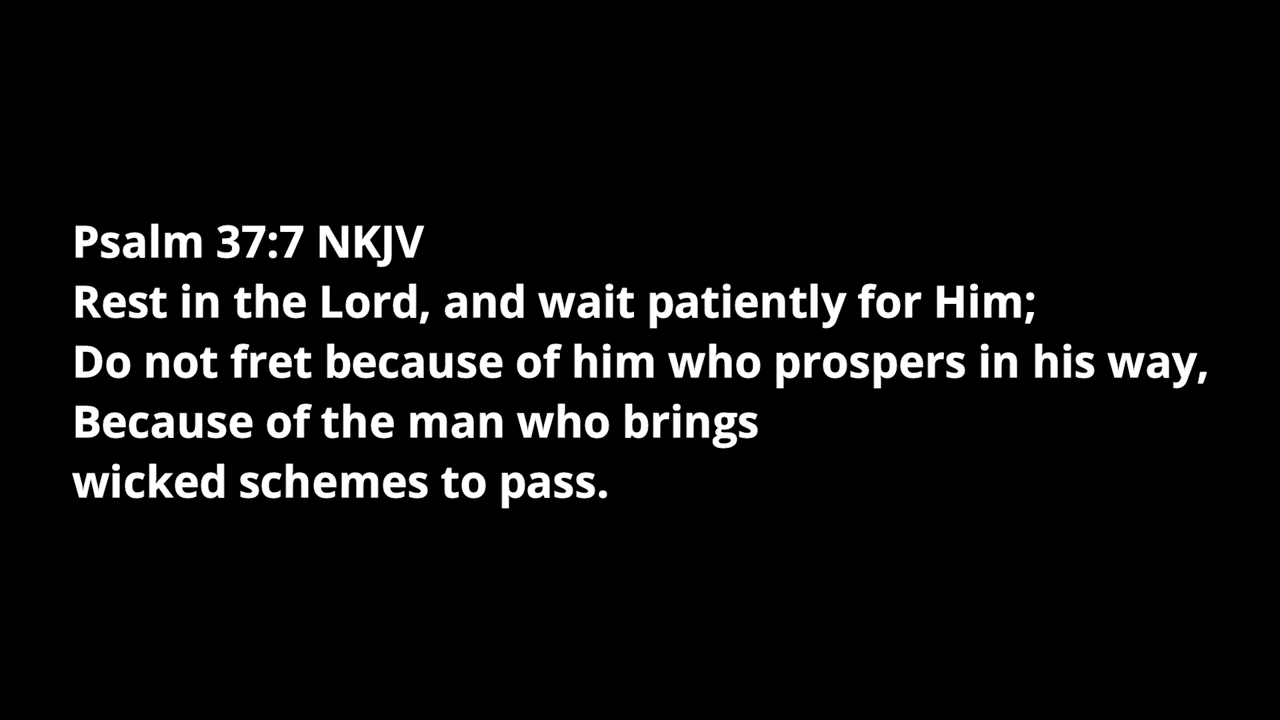 Psalm 37:7 NKJV
Rest in the Lord, and wait patiently for Him;
Do not fret because of him who prospers in his way,
Because of the man who brings
wicked schemes to pass.